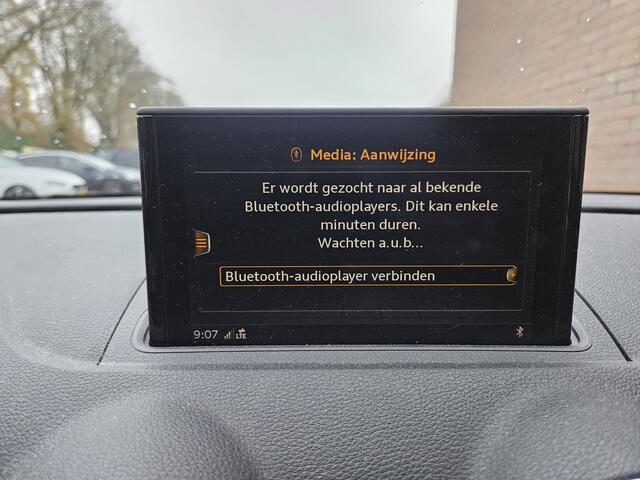 Media: Aanwijzing
Er wordt gezocht naar al bekende
Bluetooth-audioplayers. Dit kan enkele
minuten duren.
Wachten a.u.b...
Bluetooth-audioplayer verbinden
9:07 LTE